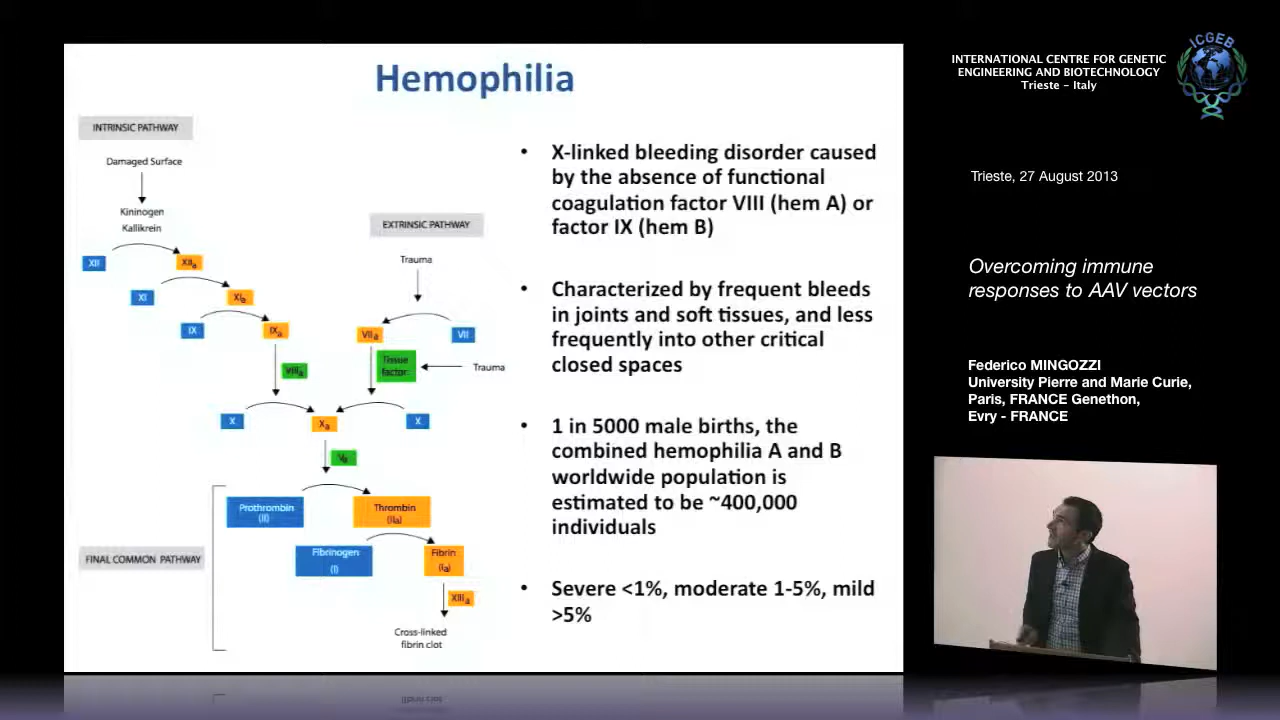 Hemophilia
INTRINSIC PATHWAY
Damaged Surface
Kininogen
Kallikrein
XII
XIIa
XI
XIa
IX
IXa
VIIIa
EXTRINSIC PATHWAY
Trauma
VIIa
VII
Tissue
factor
Trauma
X
Xa
X
Va
Prothrombin
(II)
Thrombin
(IIa)
Fibrinogen
(I)
Fibrin
(Ia)
FINAL COMMON PATHWAY
XIIIa
Cross-linked
fibrin clot
• X-linked bleeding disorder caused
by the absence of functional
coagulation factor VIII (hem A) or
factor IX (hem B)
• Characterized by frequent bleeds
in joints and soft tissues, and less
frequently into other critical
closed spaces
• 1 in 5000 male births, the
combined hemophilia A and B
worldwide population is
estimated to be ~400,000
individuals
• Severe <1%, moderate 1-5%, mild
>5%
INTERNATIONAL CENTRE FOR GENETIC
ENGINEERING AND BIOTECHNOLOGY
Trieste - Italy
ICGEB
Trieste, 27 August 2013
Overcoming immune
responses to AAV vectors
Federico MINGOZZI
University Pierre and Marie Curie,
Paris, FRANCE Genethon,
Evry - FRANCE